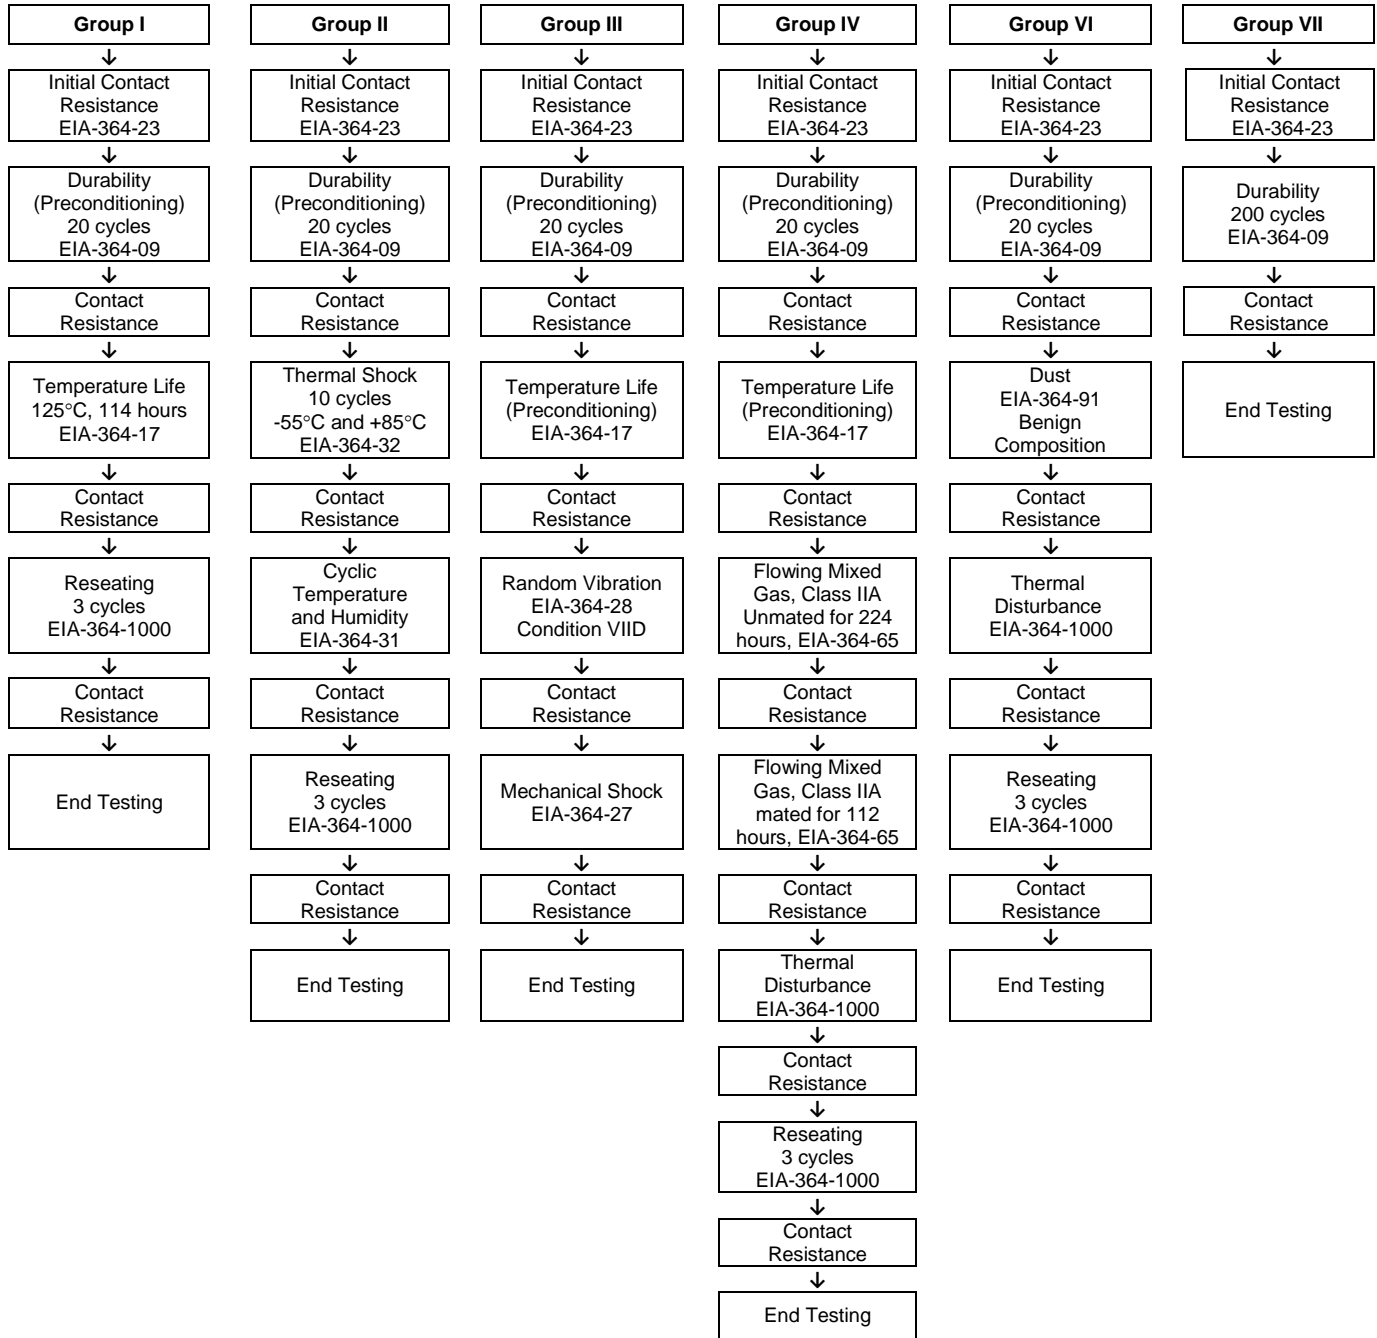 Group I
Initial Contact
Resistance
EIA-364-23
Durability
(Preconditioning)
20 cycles
EIA-364-09
Contact
Resistance
Temperature Life
125°C, 114 hours
EIA-364-17
Contact
Resistance
Reseating
3 cycles
EIA-364-1000
Contact
Resistance
End Testing
Group II
Initial Contact
Resistance
EIA-364-23
Durability
(Preconditioning)
20 cycles
EIA-364-09
Contact
Resistance
Thermal Shock
10 cycles
-55°C and +85°C
EIA-364-32
Contact
Resistance
Cyclic
Temperature
and Humidity
EIA-364-31
Contact
Resistance
Reseating
3 cycles
EIA-364-1000
Contact
Resistance
End Testing
Group III
Initial Contact
Resistance
EIA-364-23
Durability
(Preconditioning)
20 cycles
EIA-364-09
Contact
Resistance
Temperature Life
(Preconditioning)
EIA-364-17
Contact
Resistance
Random Vibration
EIA-364-28
Condition VIID
Contact
Resistance
Mechanical Shock
EIA-364-27
Contact
Resistance
End Testing
Group IV
Initial Contact
Resistance
EIA-364-23
Durability
(Preconditioning)
20 cycles
EIA-364-09
Contact
Resistance
Temperature Life
(Preconditioning)
EIA-364-17
Contact
Resistance
Flowing Mixed
Gas, Class IIA
Unmated for 224
hours, EIA-364-65
Contact
Resistance
Flowing Mixed
Gas, Class IIA
mated for 112
hours, EIA-364-65
Contact
Resistance
Thermal
Disturbance
EIA-364-1000
Contact
Resistance
Reseating
3 cycles
EIA-364-1000
Contact
Resistance
End Testing
Group VI
Initial Contact
Resistance
EIA-364-23
Durability
(Preconditioning)
20 cycles
EIA-364-09
Contact
Resistance
Dust
EIA-364-91
Benign
Composition
Contact
Resistance
Thermal
Disturbance
EIA-364-1000
Contact
Resistance
Reseating
3 cycles
EIA-364-1000
Contact
Resistance
End Testing
Group VII
Initial Contact
Resistance
EIA-364-23
Durability
200 cycles
EIA-364-09
Contact
Resistance
End Testing